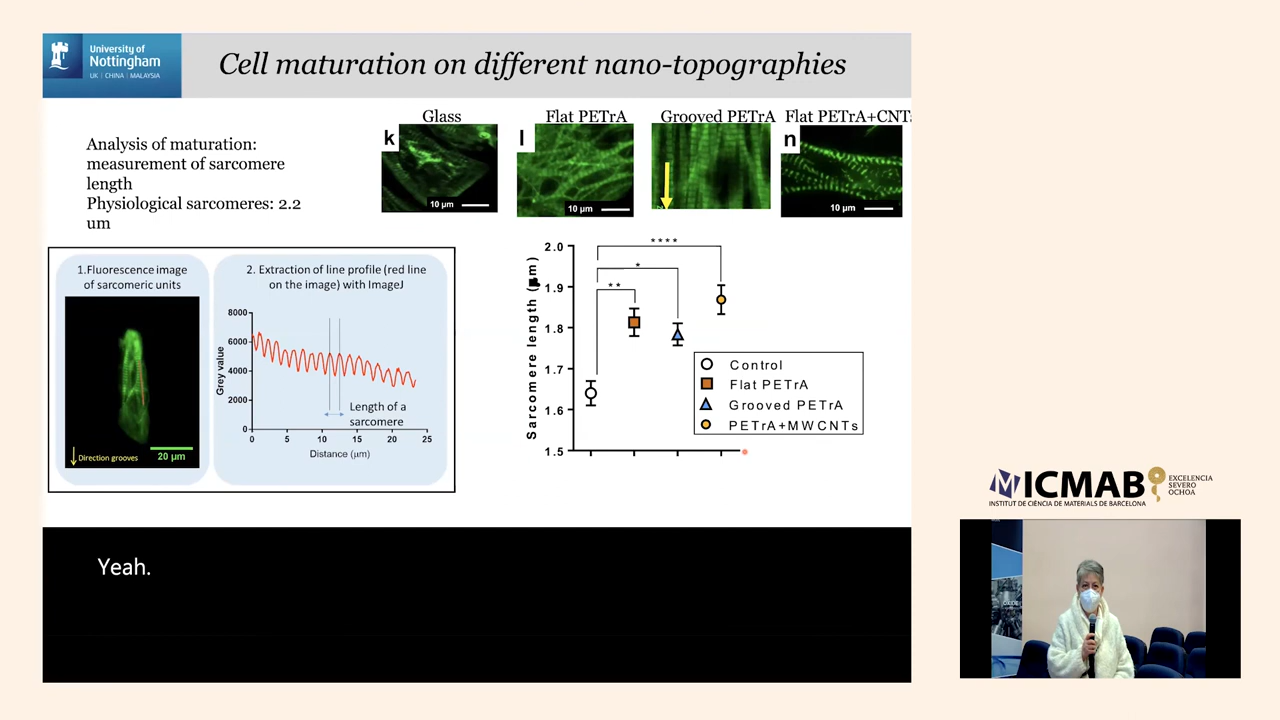 University of
Nottingham
UK | CHINA | MALAYSIA
Cell maturation on different nano-topographies
Analysis of maturation:
measurement of sarcomere
length
Physiological sarcomeres: 2.2
um
Glass
Flat PETrA
Grooved PETrA
Flat PETrA+CNTs
k
l
n
10 µm
10 µm
10 µm
1.Fluorescence image
of sarcomeric units
Direction grooves
20 µm
2. Extraction of line profile (red line
on the image) with ImageJ
Grey value
8000
6000
4000
2000
0
0 5 10 15 20 25
Distance (µm)
Length of a
sarcomere
Sarcomere length (µm)
2.0
1.9
1.8
1.7
1.6
1.5
****
*
**
Control
Flat PETrA
Grooved PETrA
PETrA+MWCNTs
Yeah.
ICMAB
INSTITUT DE CIÈNCIA DE MATERIALS DE BARCELONA
EXCELENCIA
SEVERO
OCHOA